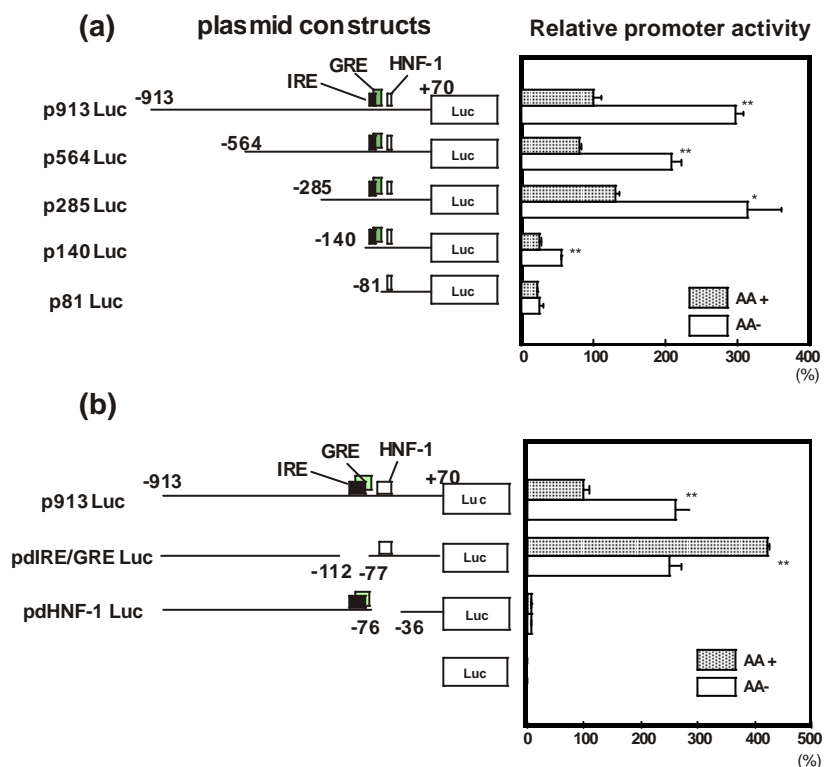 (a) plasmid constructs Relative promoter activity
GRE HNF-1
IRE +70
-913
p913 Luc Luc **
-564
p564 Luc Luc **
-285
p285 Luc Luc *
-140
p140 Luc Luc **
-81
p81 Luc Luc
AA +
AA-
0 100 200 300 400
(%)
(b)
GRE HNF-1
IRE
-913 +70
p913 Luc Luc **
pdIRE/GRE Luc Luc **
-112 -77
pdHNF-1 Luc Luc
-76 -36
Luc
AA +
AA-
0 100 200 300 400 500
(%)